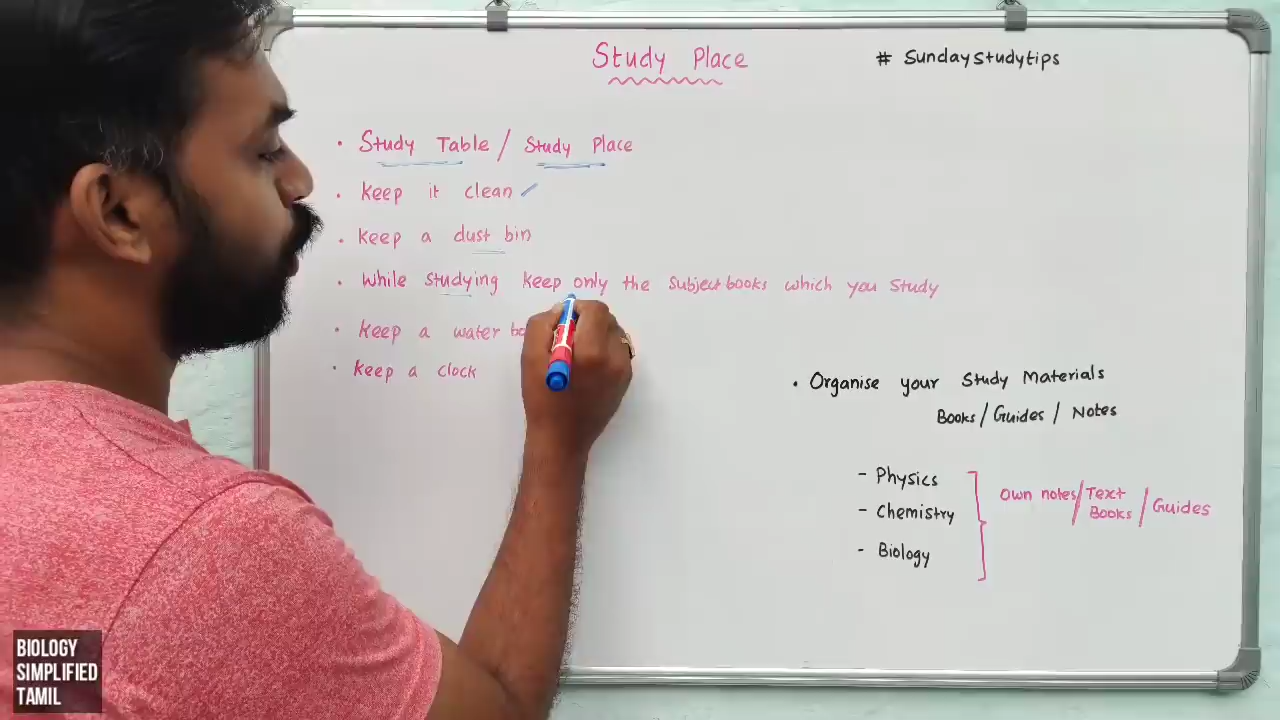 Study Place
# Sundaystudytips
• Study Table / Study Place
• keep it clean
• keep a dust bin
• While studying keep only the Subject books which you Study
• keep a water
• keep a clock
• Organise your Study Materials
Books / Guides / Notes
- Physics
- Chemistry
- Biology
Own notes / Text Books / Guides
BIOLOGY
SIMPLIFIED
TAMIL